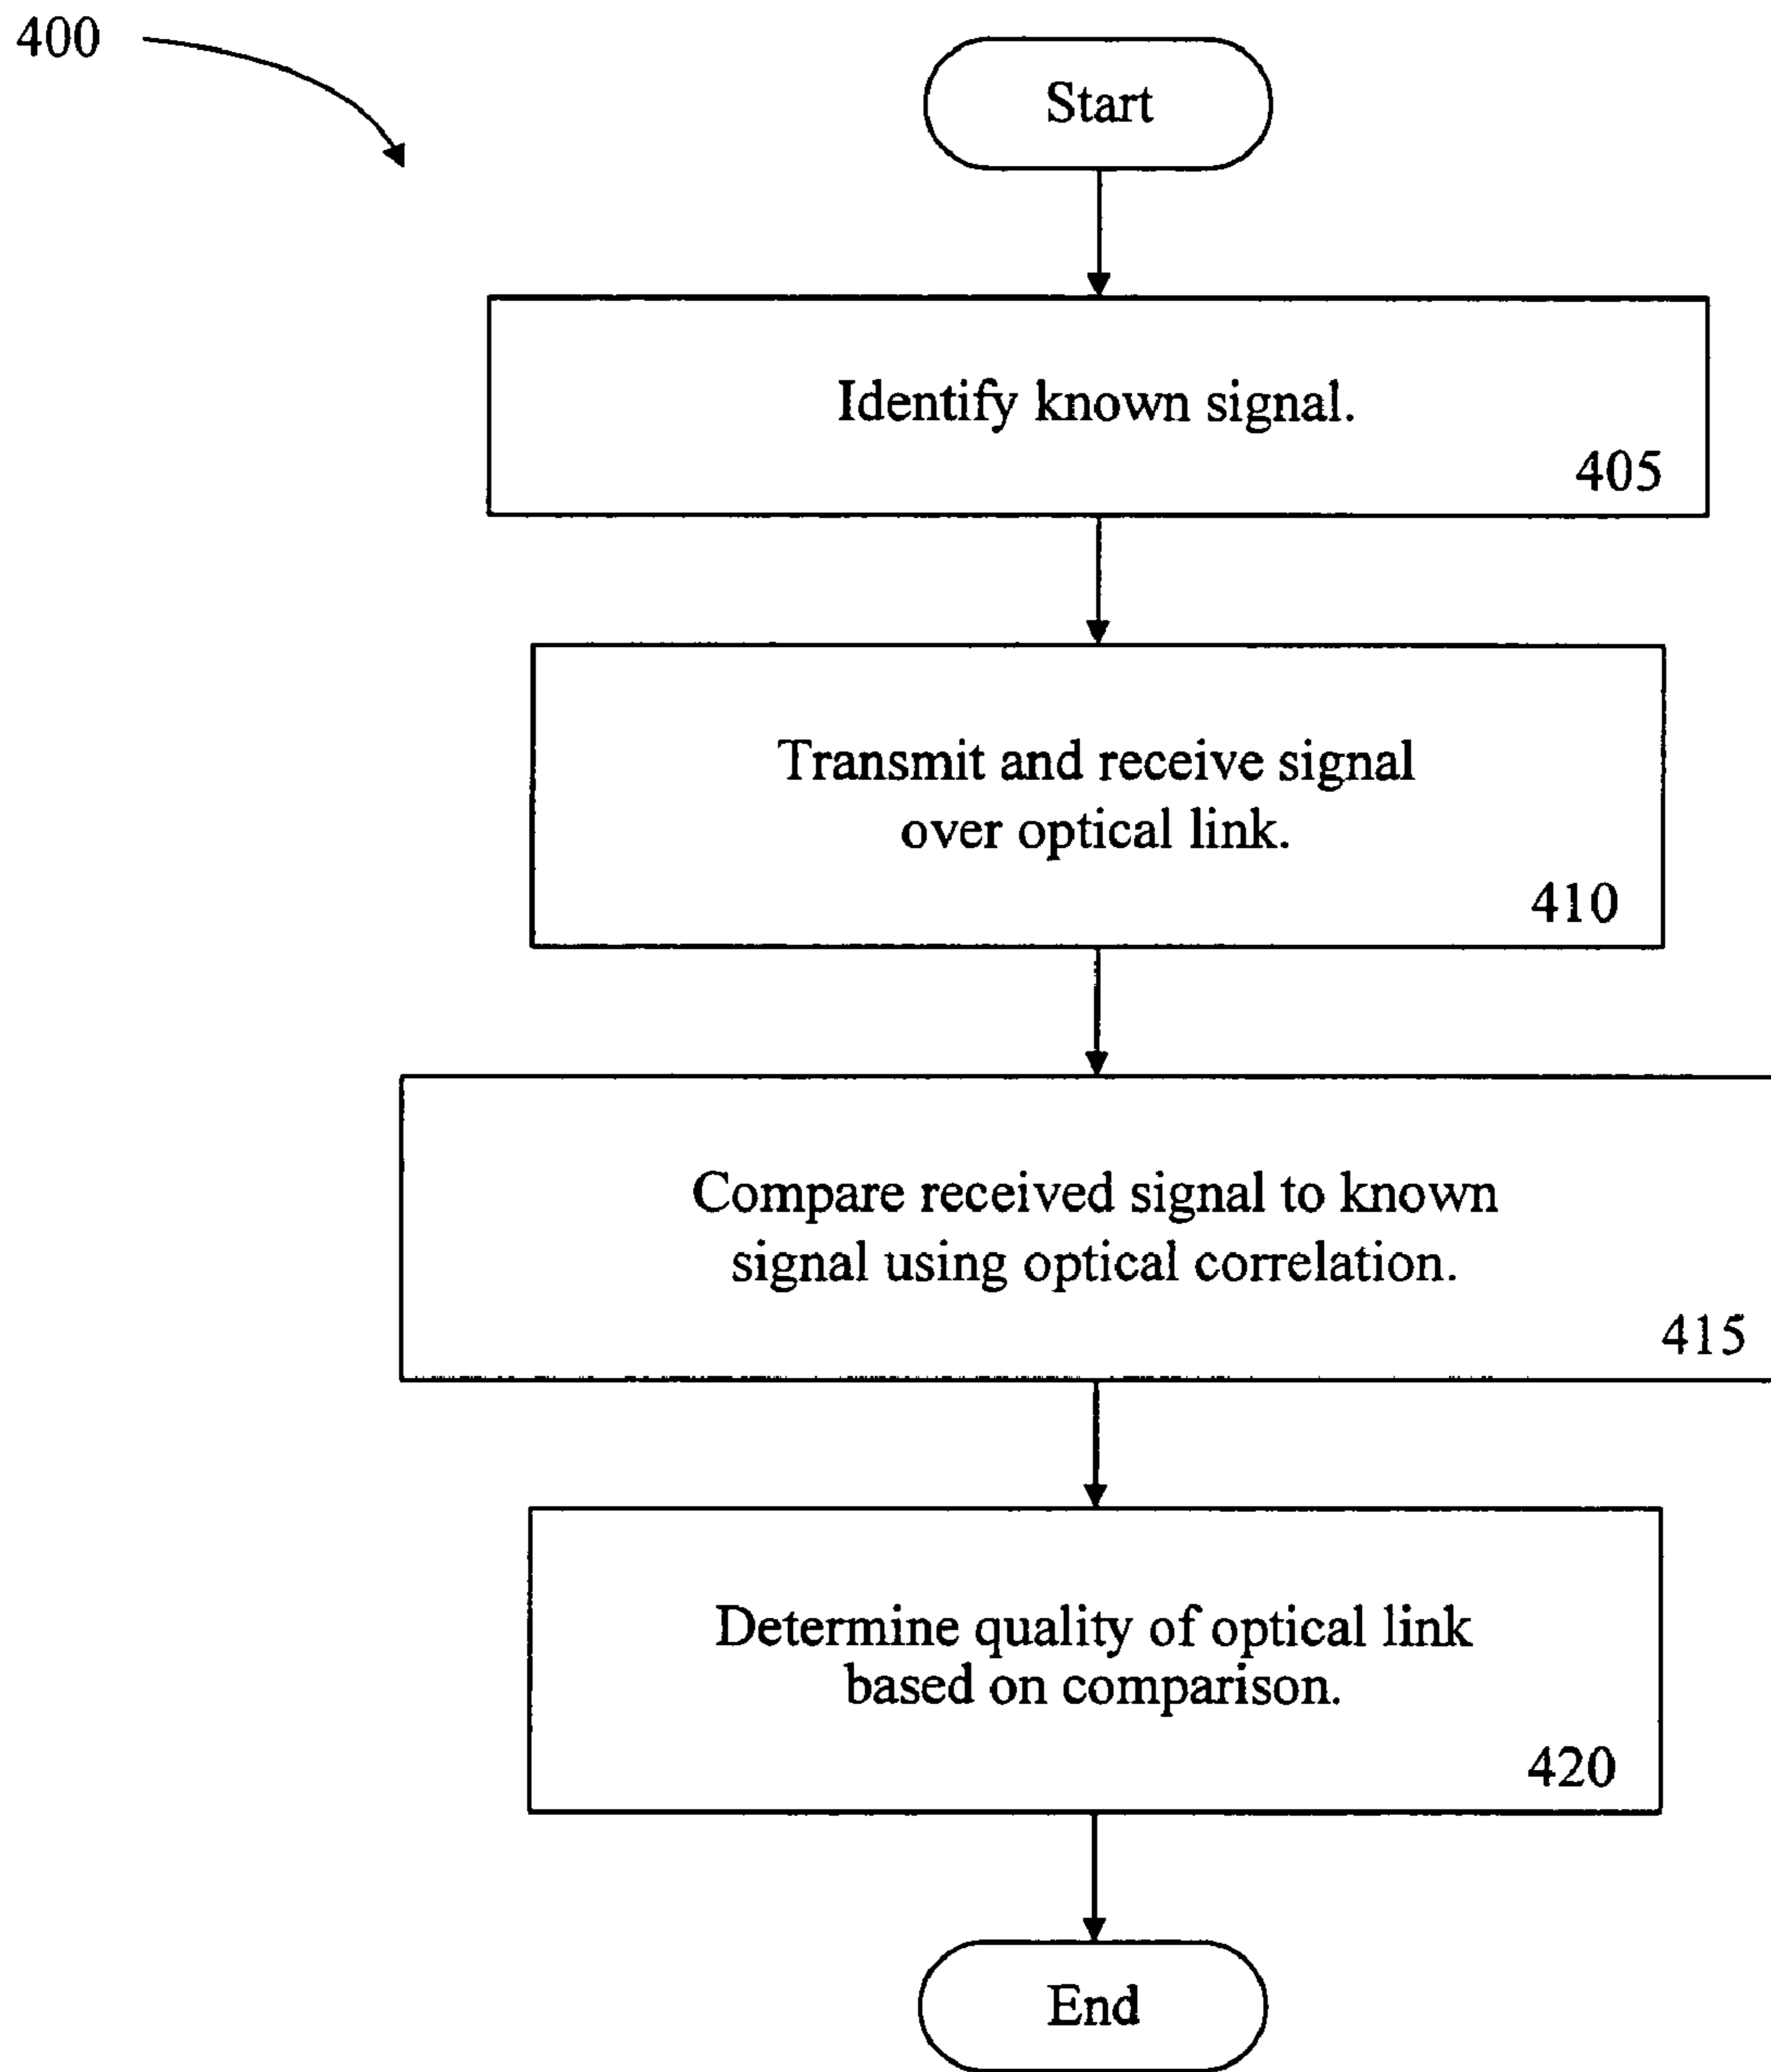 400
Start
Identify known signal.
405
Transmit and receive signal
over optical link.
410
Compare received signal to known
signal using optical correlation.
415
Determine quality of optical link
based on comparison.
420
End